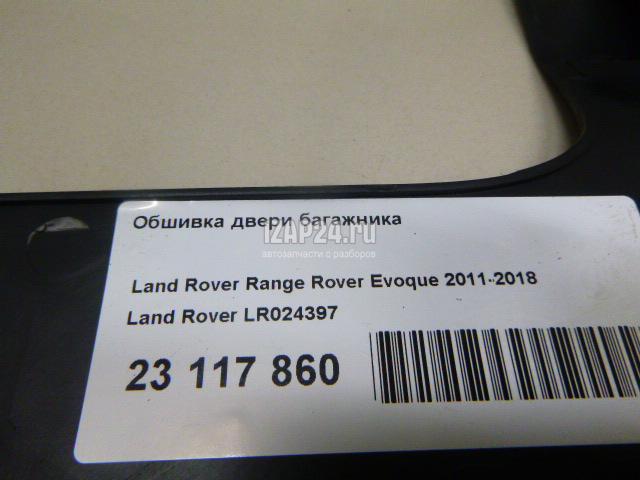 Обшивка двери багажника
IZAP24.ru
автозапчасти с разборов
Land Rover Range Rover Evoque 2011-2018
Land Rover LR024397
23 117 860